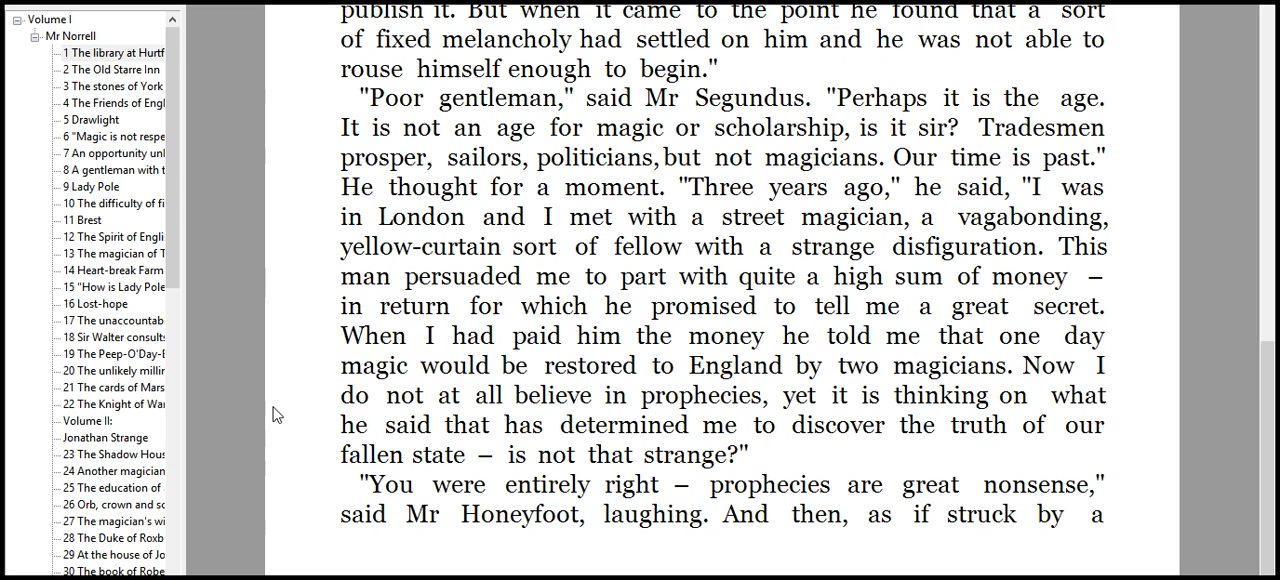 Volume I
Mr Norrell
1 The library at Hurtf
2 The Old Starre Inn
3 The stones of York
4 The Friends of Engl
5 Drawlight
6 "Magic is not respe
7 An opportunity unl
8 A gentleman with t
9 Lady Pole
10 The difficulty of fi
11 Brest
12 The Spirit of Engli
13 The magician of T
14 Heart-break Farm
15 "How is Lady Pole
16 Lost-hope
17 The unaccountab
18 Sir Walter consult
19 The Peep-O'Day-B
20 The unlikely millin
21 The cards of Mars
22 The Knight of War
Volume II:
Jonathan Strange
23 The Shadow Hous
24 Another magician
25 The education of
26 Orb, crown and sc
27 The magician's wi
28 The Duke of Roxb
29 At the house of Jo
30 The book of Robe
publish it. But when it came to the point he found that a sort
of fixed melancholy had settled on him and he was not able to
rouse himself enough to begin."
"Poor gentleman," said Mr Segundus. "Perhaps it is the age.
It is not an age for magic or scholarship, is it sir? Tradesmen
prosper, sailors, politicians, but not magicians. Our time is past."
He thought for a moment. "Three years ago," he said, "I was
in London and I met with a street magician, a vagabonding,
yellow-curtain sort of fellow with a strange disfiguration. This
man persuaded me to part with quite a high sum of money –
in return for which he promised to tell me a great secret.
When I had paid him the money he told me that one day
magic would be restored to England by two magicians. Now I
do not at all believe in prophecies, yet it is thinking on what
he said that has determined me to discover the truth of our
fallen state – is not that strange?"
"You were entirely right – prophecies are great nonsense,"
said Mr Honeyfoot, laughing. And then, as if struck by a